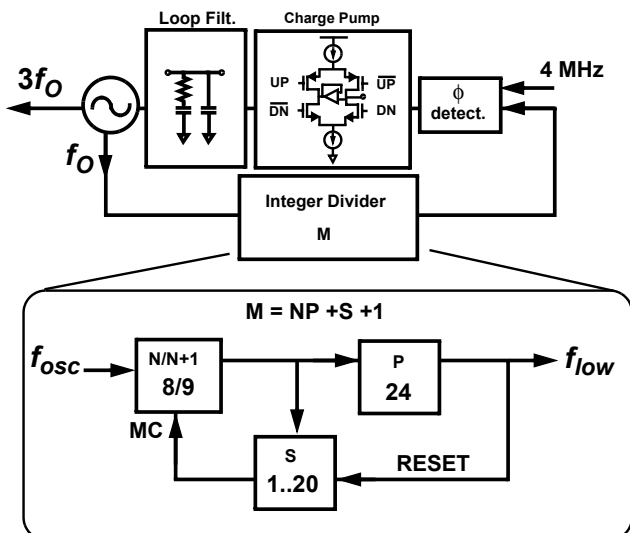 Loop Filt.
Charge Pump
3fO
UP
UP
DN
DN
4 MHz
ϕ
detect.
fO
Integer Divider
M
M = NP +S +1
fosc
N/N+1
8/9
P
24
flow
MC
S
1..20
RESET